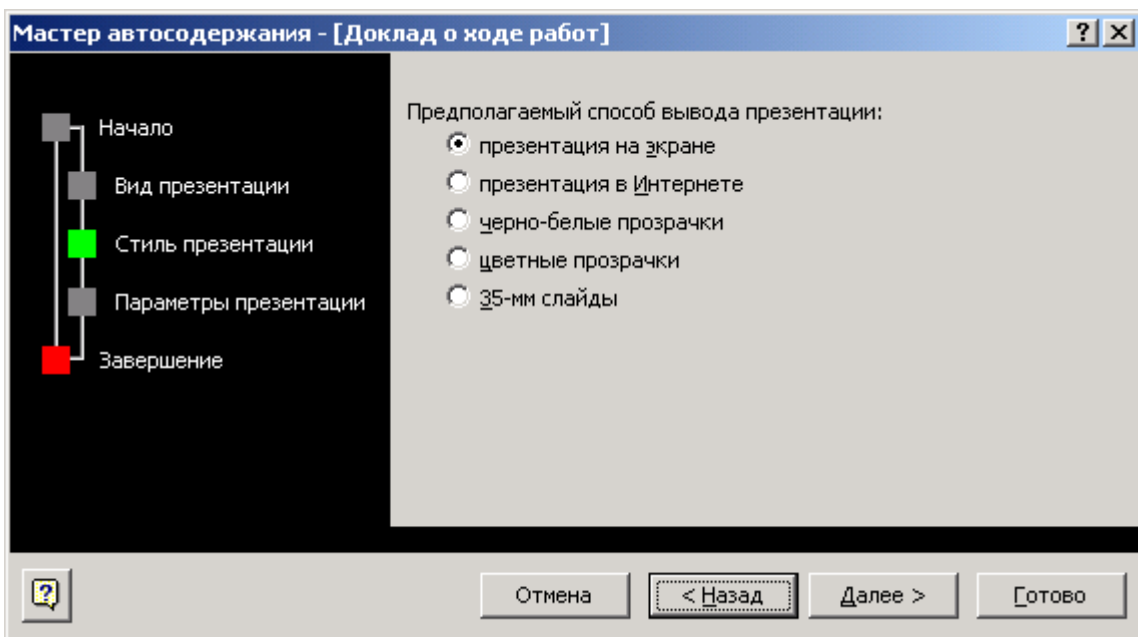 Мастер автосодержания - [Доклад о ходе работ]
Начало
Вид презентации
Стиль презентации
Параметры презентации
Завершение
Предполагаемый способ вывода презентации:
презентация на экране
презентация в Интернете
черно-белые прозрачки
цветные прозрачки
35-мм слайды
Отмена
< Назад
Далее >
Готово